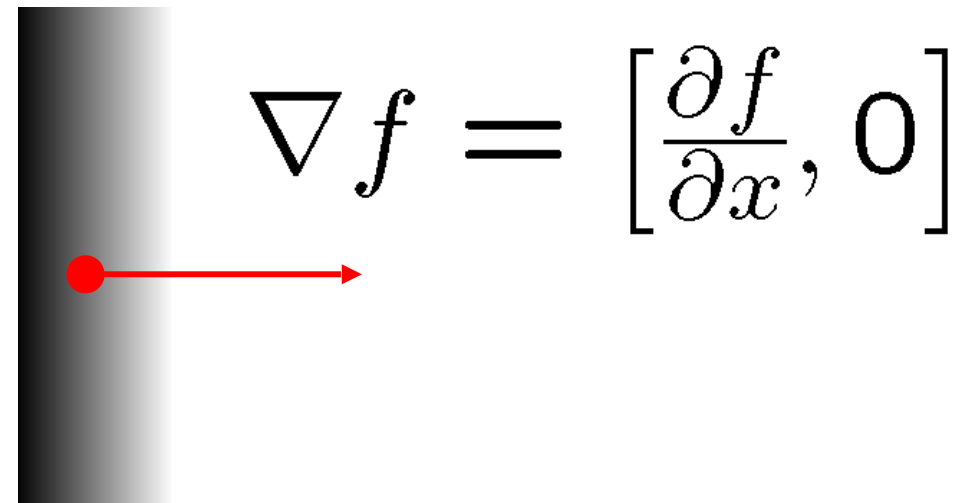 ∇f = [∂f/∂x, 0]